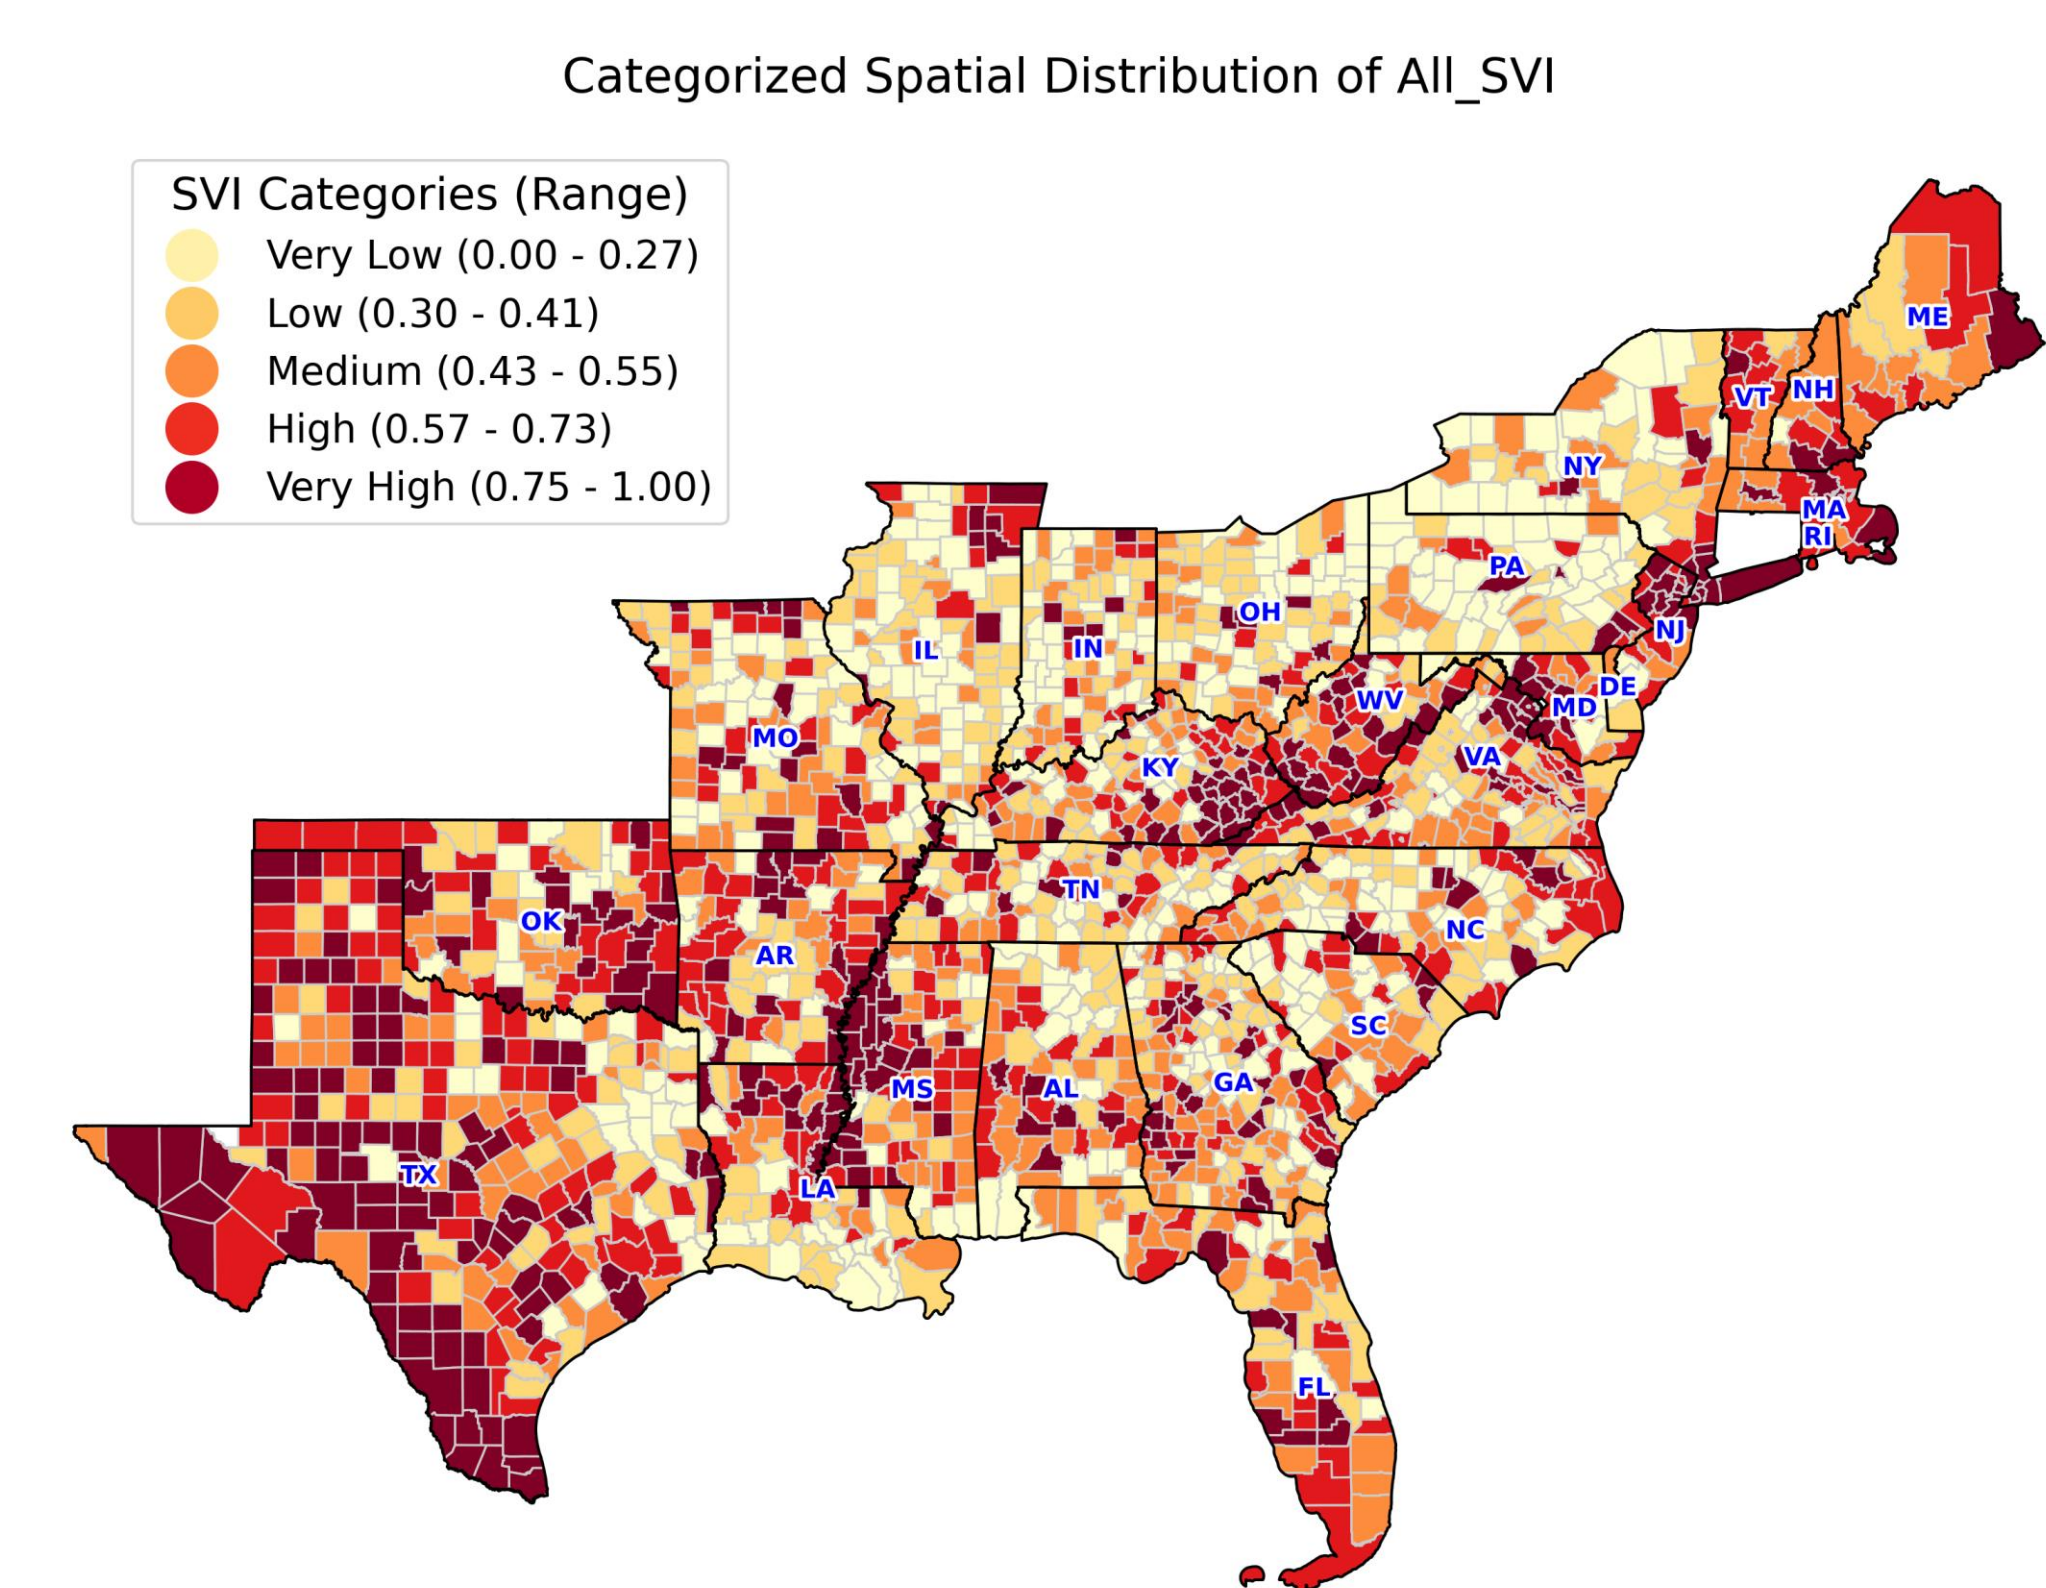 Categorized Spatial Distribution of All_SVI
SVI Categories (Range)
Very Low (0.00 - 0.27)
Low (0.30 - 0.41)
Medium (0.43 - 0.55)
High (0.57 - 0.73)
Very High (0.75 - 1.00)
ME
VT
NH
NY
MA
RI
PA
OH
NJ
IL
IN
DE
WV
MD
MO
VA
KY
TN
OK
NC
AR
SC
GA
MS
AL
TX
LA
FL